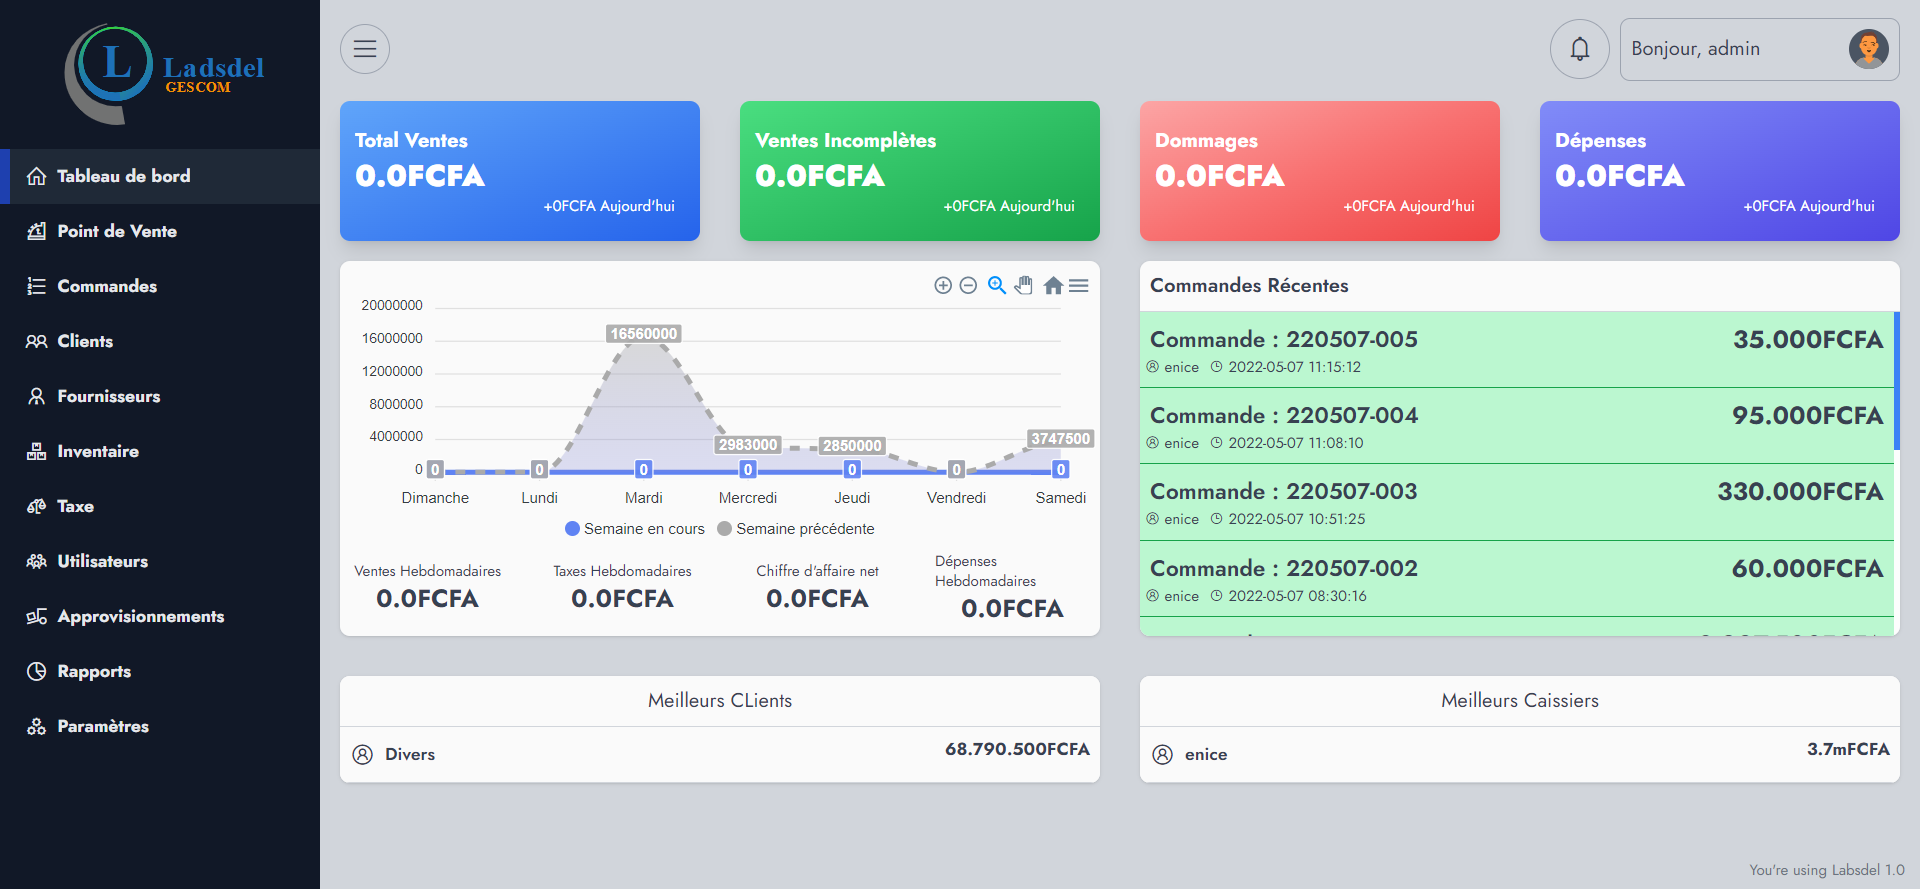 L
Ladsdel
GESCOM
Tableau de bord
Point de Vente
Commandes
Clients
Fournisseurs
Inventaire
Taxe
Utilisateurs
Approvisionnements
Rapports
Paramètres
Bonjour, admin
Total Ventes
0.0FCFA
+0FCFA Aujourd'hui
Ventes Incomplètes
0.0FCFA
+0FCFA Aujourd'hui
Dommages
0.0FCFA
+0FCFA Aujourd'hui
Dépenses
0.0FCFA
+0FCFA Aujourd'hui
20000000
16000000
12000000
8000000
4000000
0
16560000
2983000
2850000
3747500
0 0 0 0 0 0 0
Dimanche Lundi Mardi Mercredi Jeudi Vendredi Samedi
Semaine en cours Semaine précédente
Ventes Hebdomadaires
0.0FCFA
Taxes Hebdomadaires
0.0FCFA
Chiffre d'affaire net
0.0FCFA
Dépenses
Hebdomadaires
0.0FCFA
Commandes Récentes
Commande : 220507-005 35.000FCFA
enice 2022-05-07 11:15:12
Commande : 220507-004 95.000FCFA
enice 2022-05-07 11:08:10
Commande : 220507-003 330.000FCFA
enice 2022-05-07 10:51:25
Commande : 220507-002 60.000FCFA
enice 2022-05-07 08:30:16
Meilleurs CLients
Divers 68.790.500FCFA
Meilleurs Caissiers
enice 3.7mFCFA
You're using Labsdel 1.0